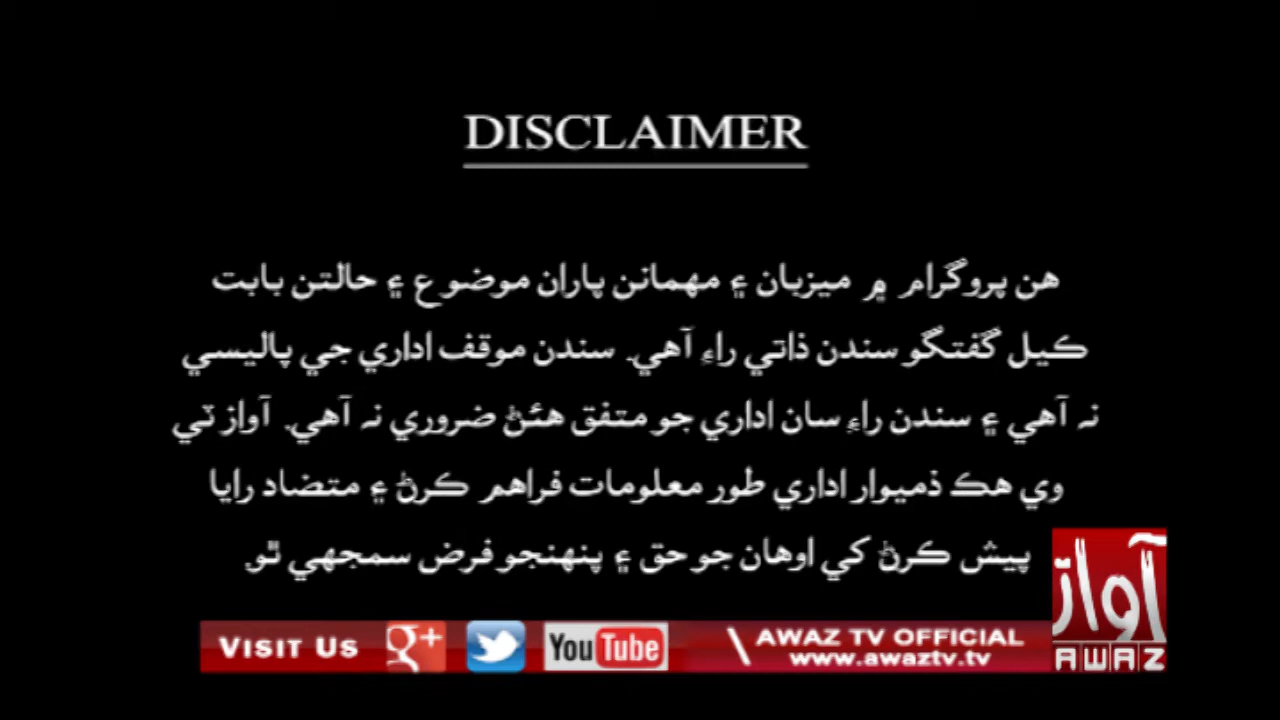 DISCLAIMER
هن پروگرام ۾ ميزبان ۽ مهمانن پاران موضوع ۽ حالتن بابت
ڪيل گفتگو سندن ذاتي راءِ آهي. سندن موقف اداري جي پاليسي
نہ آهي ۽ سندن راءِ سان اداري جو متفق هئڻ ضروري نہ آهي. آواز ٽي
وي هڪ ذميوار اداري طور معلومات فراهم ڪرڻ ۽ متضاد رايا
پيش ڪرڻ کي اوهان جو حق ۽ پنهنجو فرض سمجهي ٿو.
VISIT US g+ YouTube \ AWAZ TV OFFICIAL
www.awaztv.tv
آواز
AWAZ